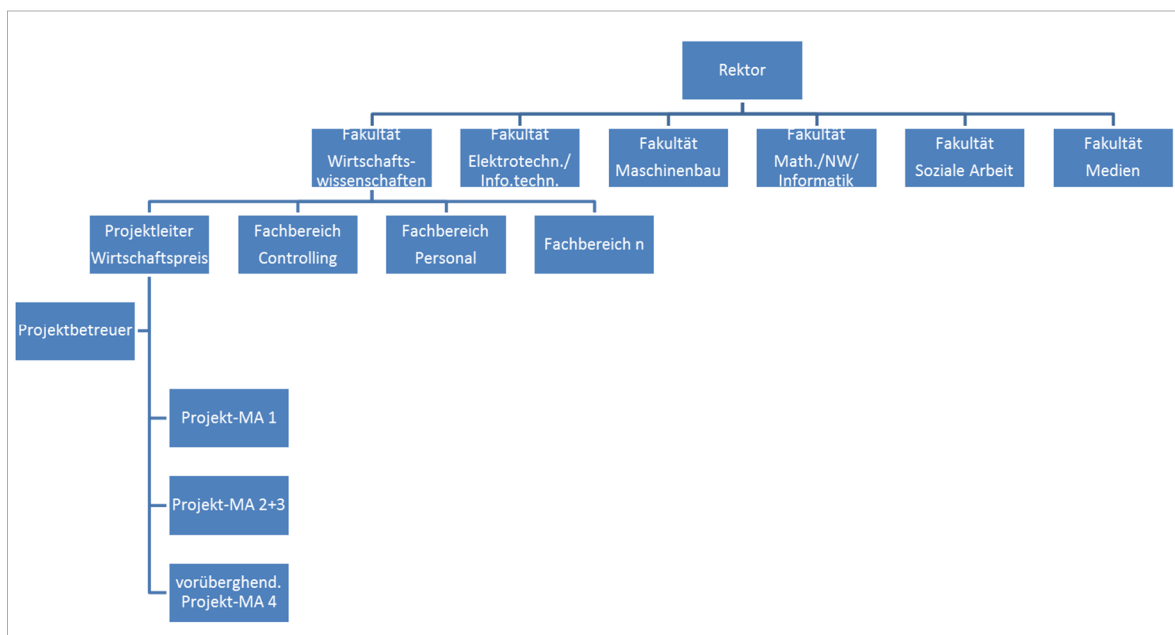 Rektor
Fakultät
Wirtschafts-
wissenschaften
Fakultät
Elektrotechn./
Info.techn.
Fakultät
Maschinenbau
Fakultät
Math./NW/
Informatik
Fakultät
Soziale Arbeit
Fakultät
Medien
Projektleiter
Wirtschaftspreis
Fachbereich
Controlling
Fachbereich
Personal
Fachbereich n
Projektbetreuer
Projekt-MA 1
Projekt-MA 2+3
vorüberghend.
Projekt-MA 4